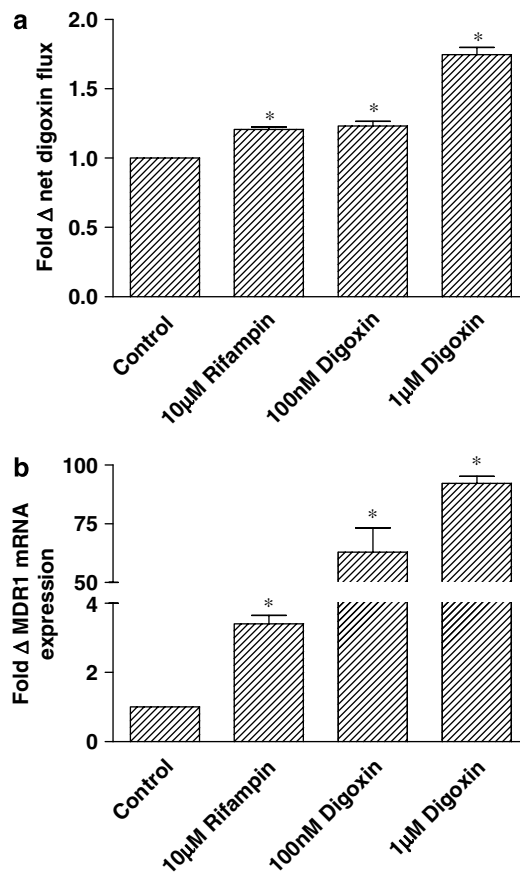 a
Fold Δ net digoxin flux
2.0
1.5
1.0
0.5
0.0
*
*
*
Control
10µM Rifampin
100nM Digoxin
1µM Digoxin
b
Fold Δ MDR1 mRNA
expression
100
75
50
4
2
0
*
*
*
Control
10µM Rifampin
100nM Digoxin
1µM Digoxin